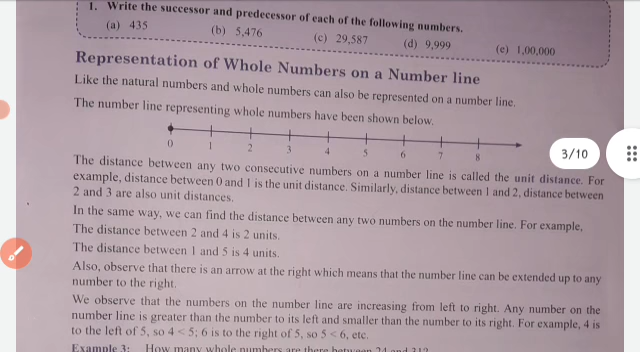 1. Write the successor and predecessor of each of the following numbers.
(a) 435 (b) 5,476 (c) 29,587 (d) 9,999 (e) 1,00,000
Representation of Whole Numbers on a Number line
Like the natural numbers and whole numbers can also be represented on a number line.
The number line representing whole numbers have been shown below.
0 1 2 3 4 5 6 7 8
3/10
The distance between any two consecutive numbers on a number line is called the unit distance. For
example, distance between 0 and 1 is the unit distance. Similarly, distance between 1 and 2, distance between
2 and 3 are also unit distances.
In the same way, we can find the distance between any two numbers on the number line. For example,
The distance between 2 and 4 is 2 units.
The distance between 1 and 5 is 4 units.
Also, observe that there is an arrow at the right which means that the number line can be extended up to any
number to the right.
We observe that the numbers on the number line are increasing from left to right. Any number on the
number line is greater than the number to its left and smaller than the number to its right. For example, 4 is
to the left of 5, so 4 < 5; 6 is to the right of 5, so 5 < 6, etc.
Example 3: How many whole numbers are there between 24 and 312